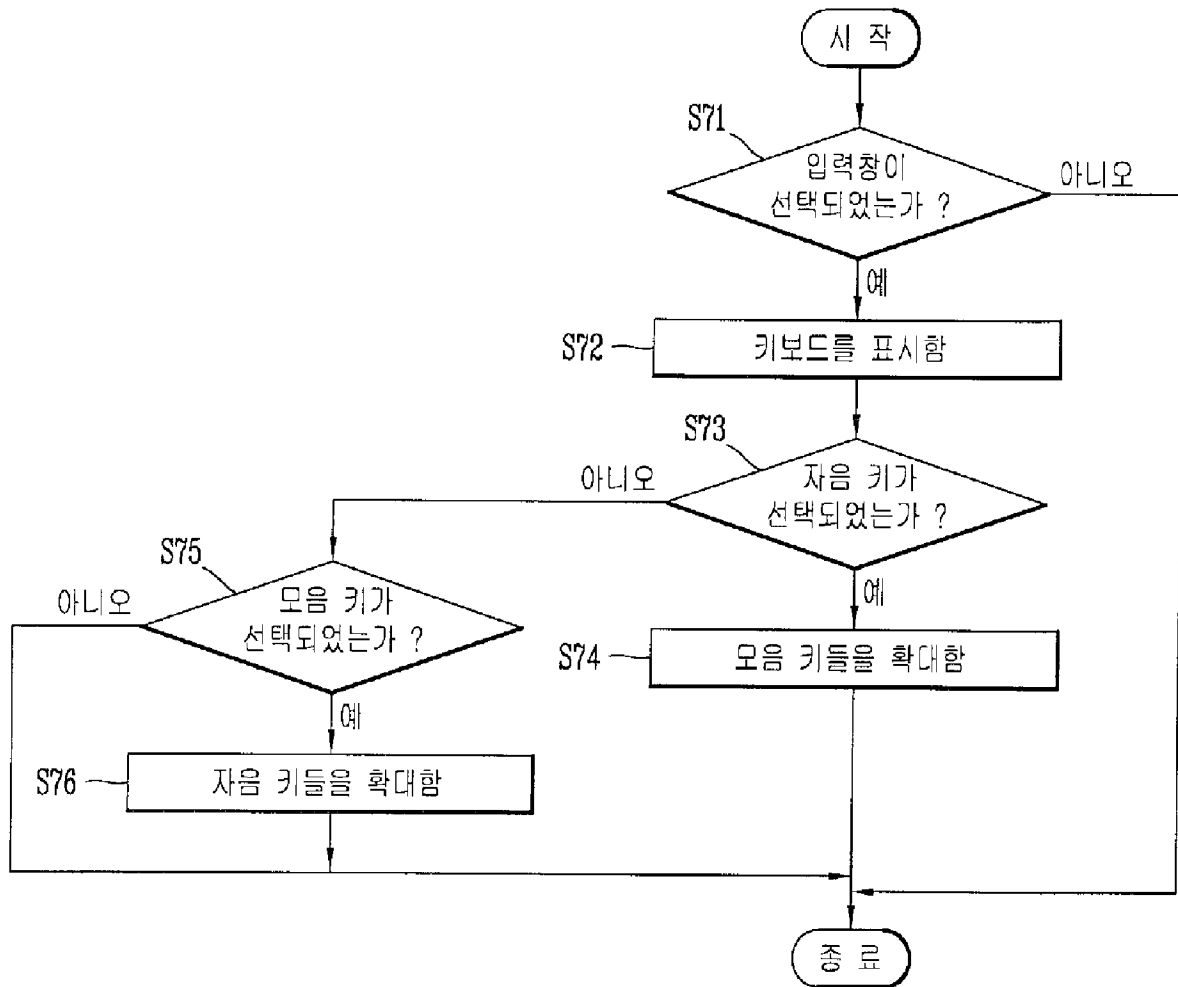 시 작
S71
입력창이
선택되었는가 ?
아니오
예
S72
키보드를 표시함
S73
자음 키가
선택되었는가 ?
아니오
예
S75
모음 키가
선택되었는가 ?
아니오
예
S74
모음 키들을 확대함
S76
자음 키들을 확대함
종 료